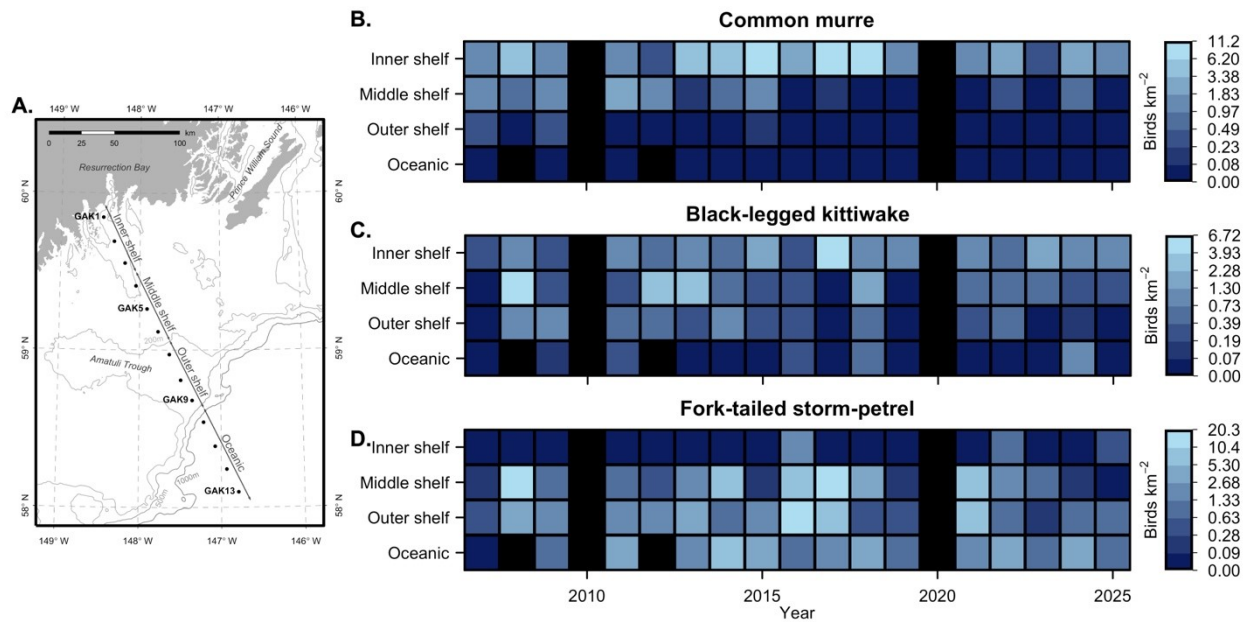 A.
149° W 148° W 147° W 146° W
km
0 25 50 100
Resurrection Bay
Prince William Sound
60° N 60° N
GAK1
Inner shelf
Middle shelf
GAK5
200m
59° N 59° N
Amatuli Trough
Outer shelf
GAK9
Oceanic
1000m
GAK13
58° N 58° N
149° W 148° W 147° W 146° W
B.
Common murre
Inner shelf
Middle shelf
Outer shelf
Oceanic
2010 2015 2020 2025
11.2
6.20
3.38
1.83
0.97
0.49
0.23
0.08
0.00
Birds km−2
C.
Black-legged kittiwake
Inner shelf
Middle shelf
Outer shelf
Oceanic
6.72
3.93
2.28
1.30
0.73
0.39
0.19
0.07
0.00
Birds km−2
D.
Fork-tailed storm-petrel
Inner shelf
Middle shelf
Outer shelf
Oceanic
20.3
10.4
5.30
2.68
1.33
0.63
0.28
0.09
0.00
Birds km−2
2010 2015 2020 2025
Year